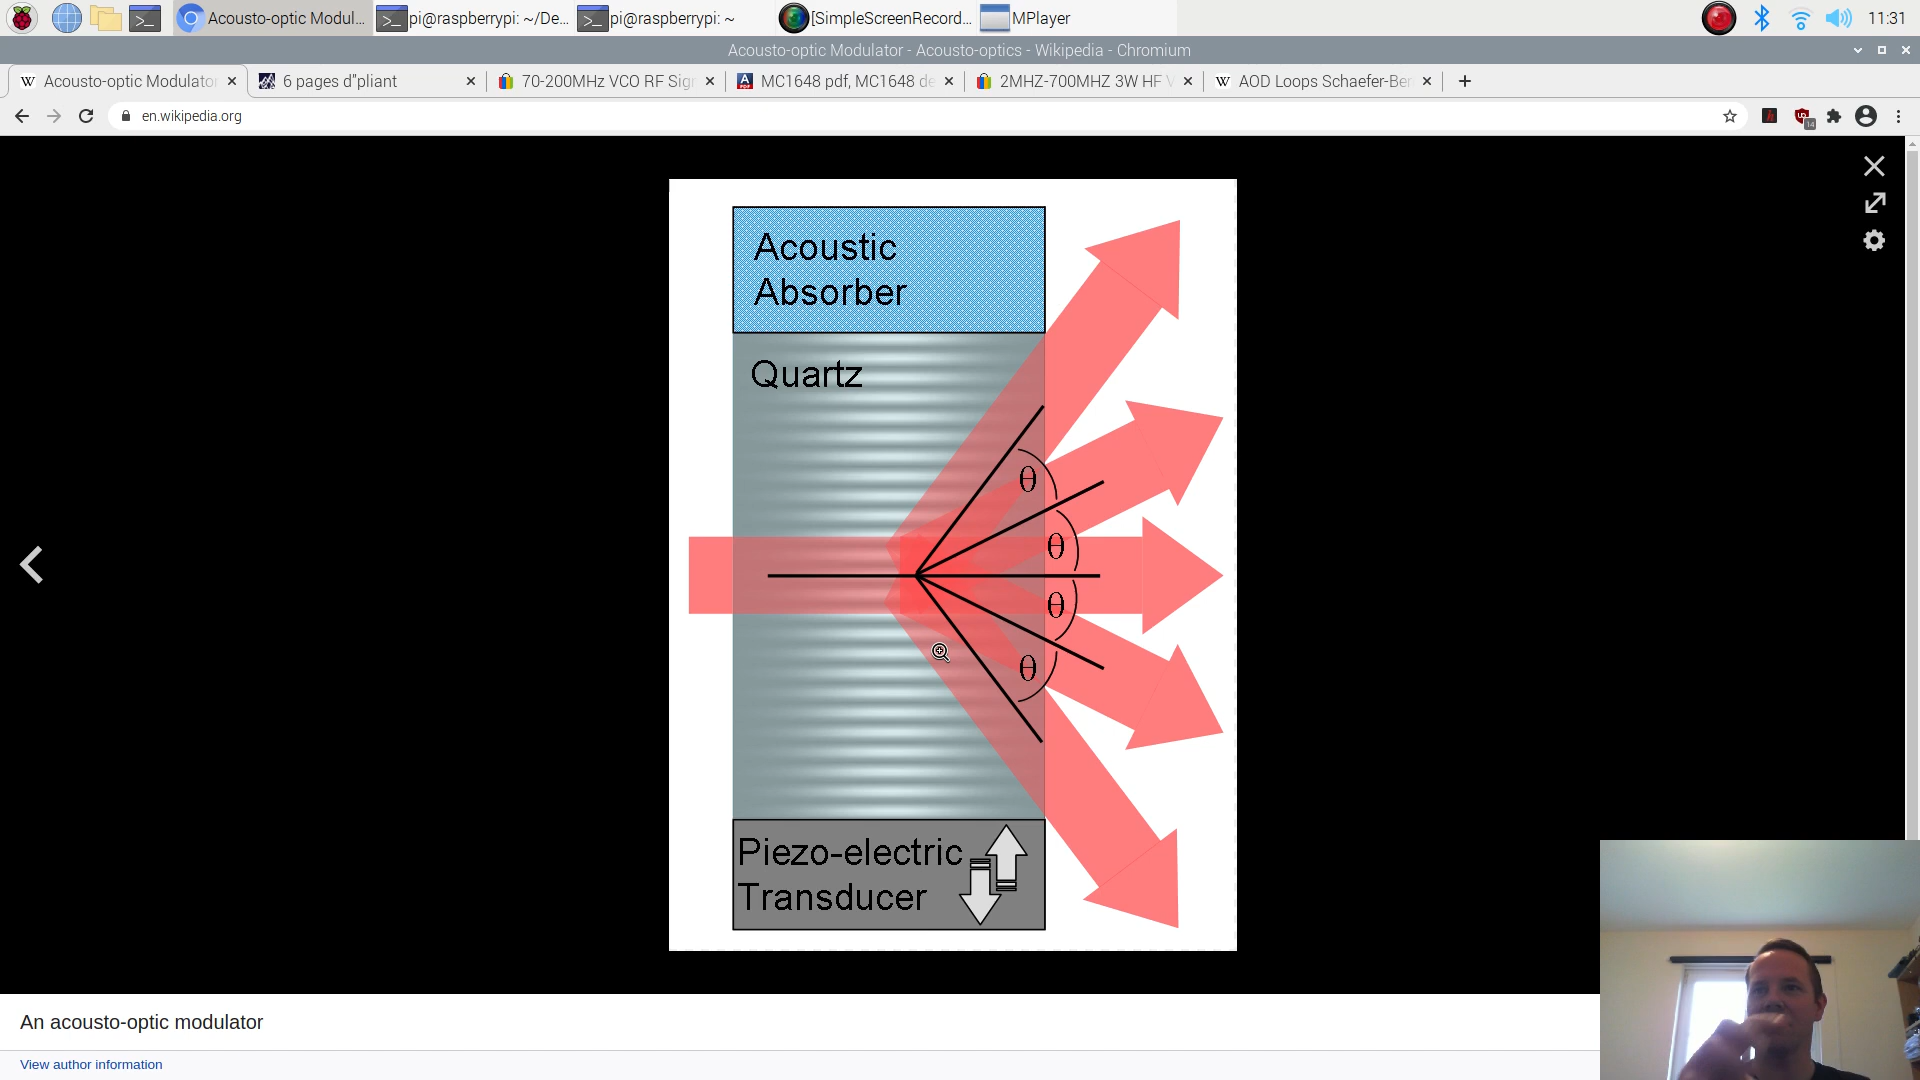 Acousto-optic Modul...
pi@raspberrypi: ~/De...
pi@raspberrypi: ~
[SimpleScreenRecord...
MPlayer
11:31
Acousto-optic Modulator - Acousto-optics - Wikipedia - Chromium
Acousto-optic Modulator
6 pages d"pliant
70-200MHz VCO RF Sig
MC1648 pdf, MC1648 de
2MHZ-700MHZ 3W HF V
AOD Loops Schaefer-Ber
en.wikipedia.org
14
Acoustic
Absorber
Quartz
θ
θ
θ
θ
Piezo-electric
Transducer
An acousto-optic modulator
View author information